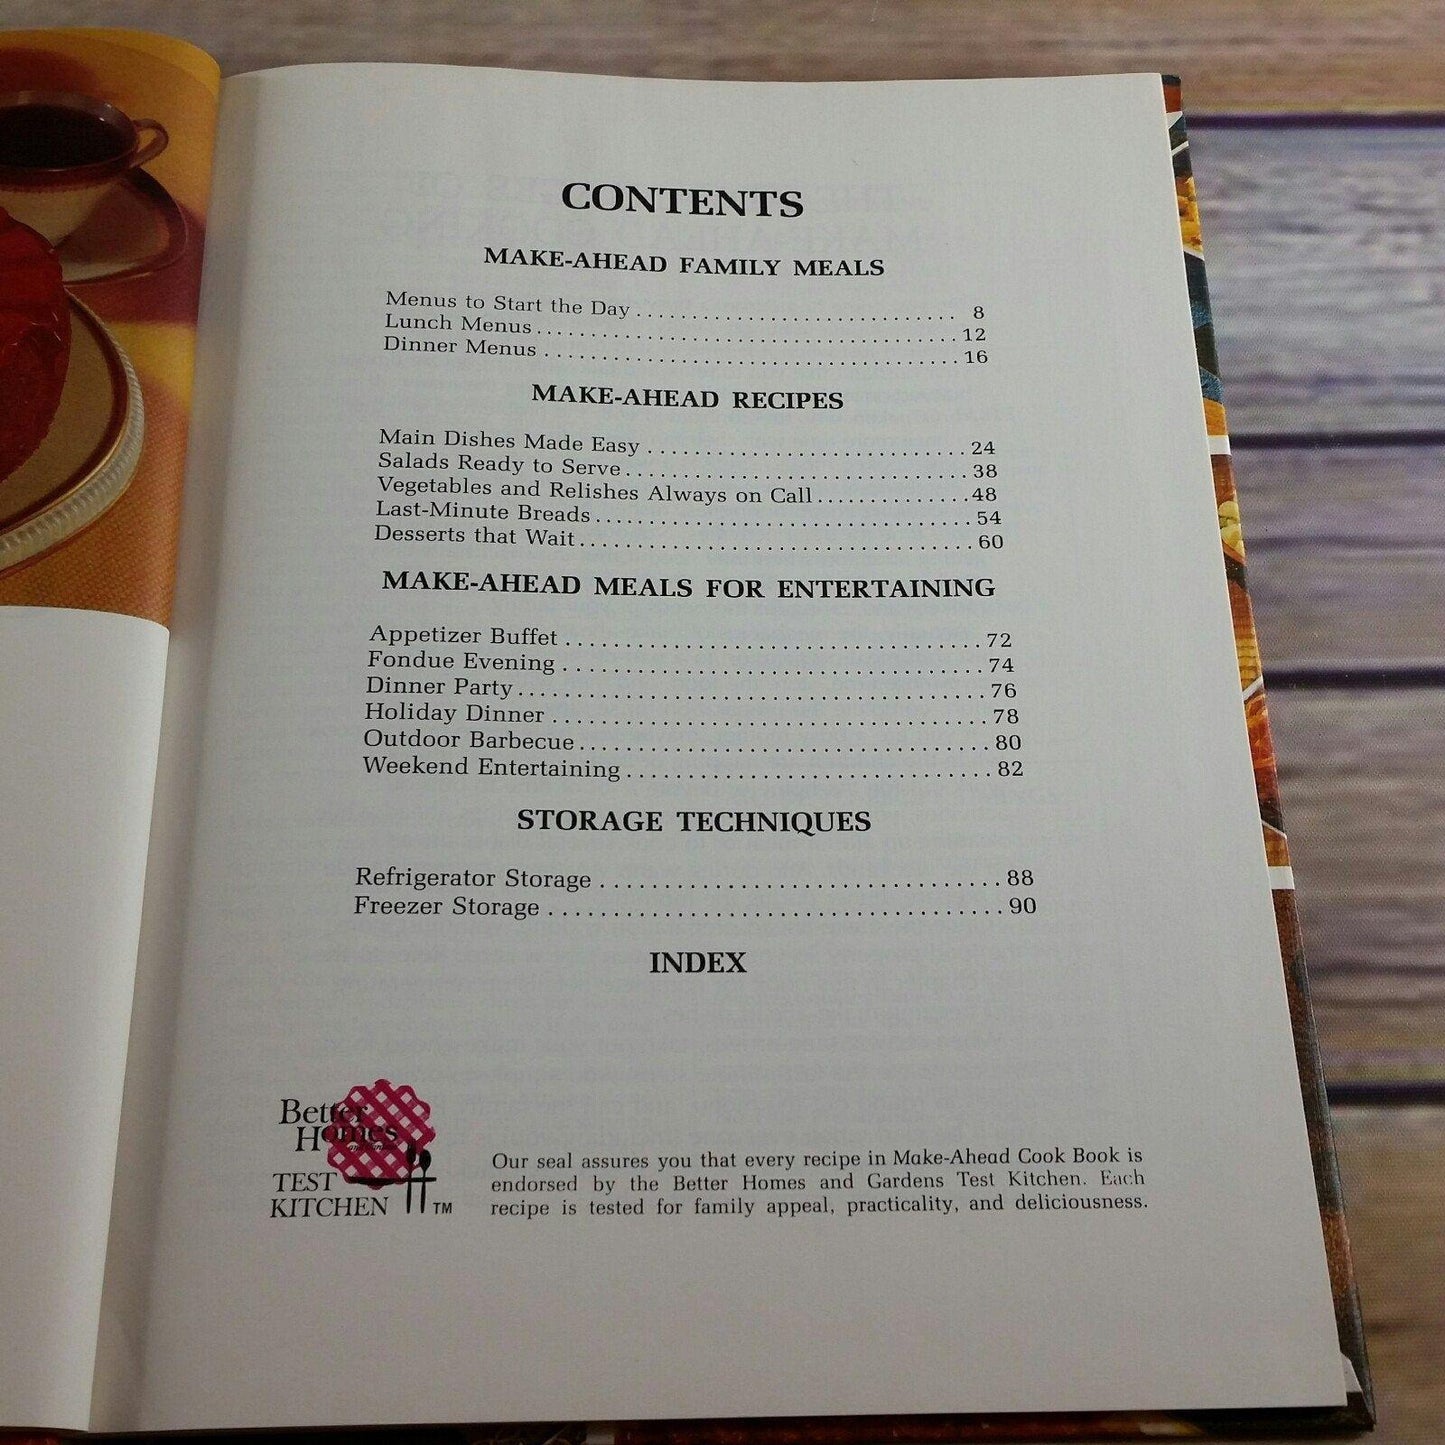 CONTENTS
MAKE-AHEAD FAMILY MEALS
Menus to Start the Day . . . . . . . . . . . . . . . . . . . . . . . . . . . . . 8
Lunch Menus . . . . . . . . . . . . . . . . . . . . . . . . . . . . . . . . . . . . . . 12
Dinner Menus . . . . . . . . . . . . . . . . . . . . . . . . . . . . . . . . . . . . . 16
MAKE-AHEAD RECIPES
Main Dishes Made Easy . . . . . . . . . . . . . . . . . . . . . . . . . . . . 24
Salads Ready to Serve . . . . . . . . . . . . . . . . . . . . . . . . . . . . . . 38
Vegetables and Relishes Always on Call . . . . . . . . . . . . . . 48
Last-Minute Breads . . . . . . . . . . . . . . . . . . . . . . . . . . . . . . . . . 54
Desserts that Wait . . . . . . . . . . . . . . . . . . . . . . . . . . . . . . . . . . 60
MAKE-AHEAD MEALS FOR ENTERTAINING
Appetizer Buffet . . . . . . . . . . . . . . . . . . . . . . . . . . . . . . . . . . . . 72
Fondue Evening . . . . . . . . . . . . . . . . . . . . . . . . . . . . . . . . . . . . 74
Dinner Party . . . . . . . . . . . . . . . . . . . . . . . . . . . . . . . . . . . . . . . . 76
Holiday Dinner . . . . . . . . . . . . . . . . . . . . . . . . . . . . . . . . . . . . . 78
Outdoor Barbecue . . . . . . . . . . . . . . . . . . . . . . . . . . . . . . . . . . . 80
Weekend Entertaining . . . . . . . . . . . . . . . . . . . . . . . . . . . . . . . 82
STORAGE TECHNIQUES
Refrigerator Storage . . . . . . . . . . . . . . . . . . . . . . . . . . . . . . . . 88
Freezer Storage . . . . . . . . . . . . . . . . . . . . . . . . . . . . . . . . . . . . 90
INDEX
Better
Homes
TEST
KITCHEN ™
Our seal assures you that every recipe in Make-Ahead Cook Book is
endorsed by the Better Homes and Gardens Test Kitchen. Each
recipe is tested for family appeal, practicality, and deliciousness.